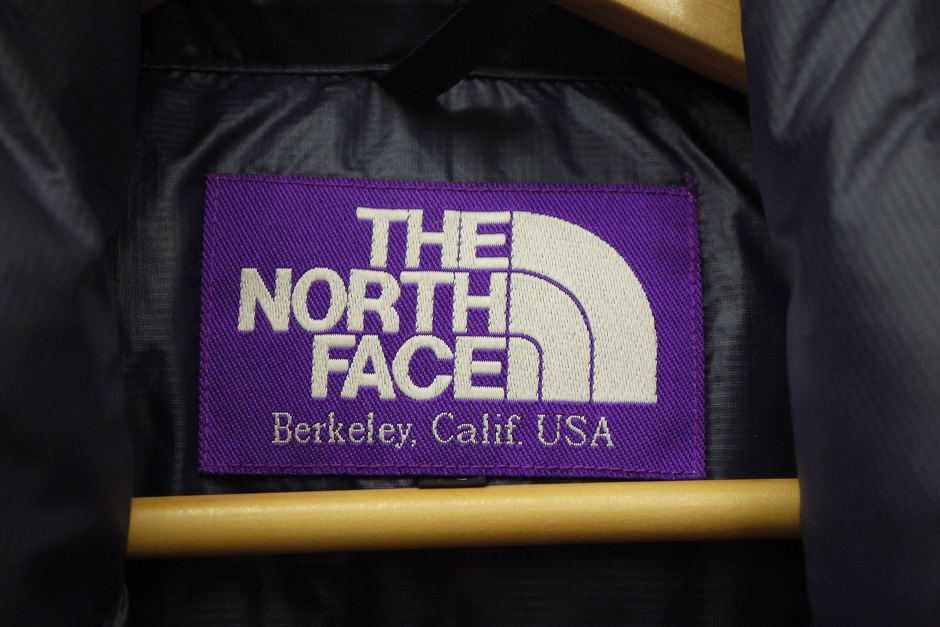 THE
NORTH
FACE
Berkeley, Calif. USA